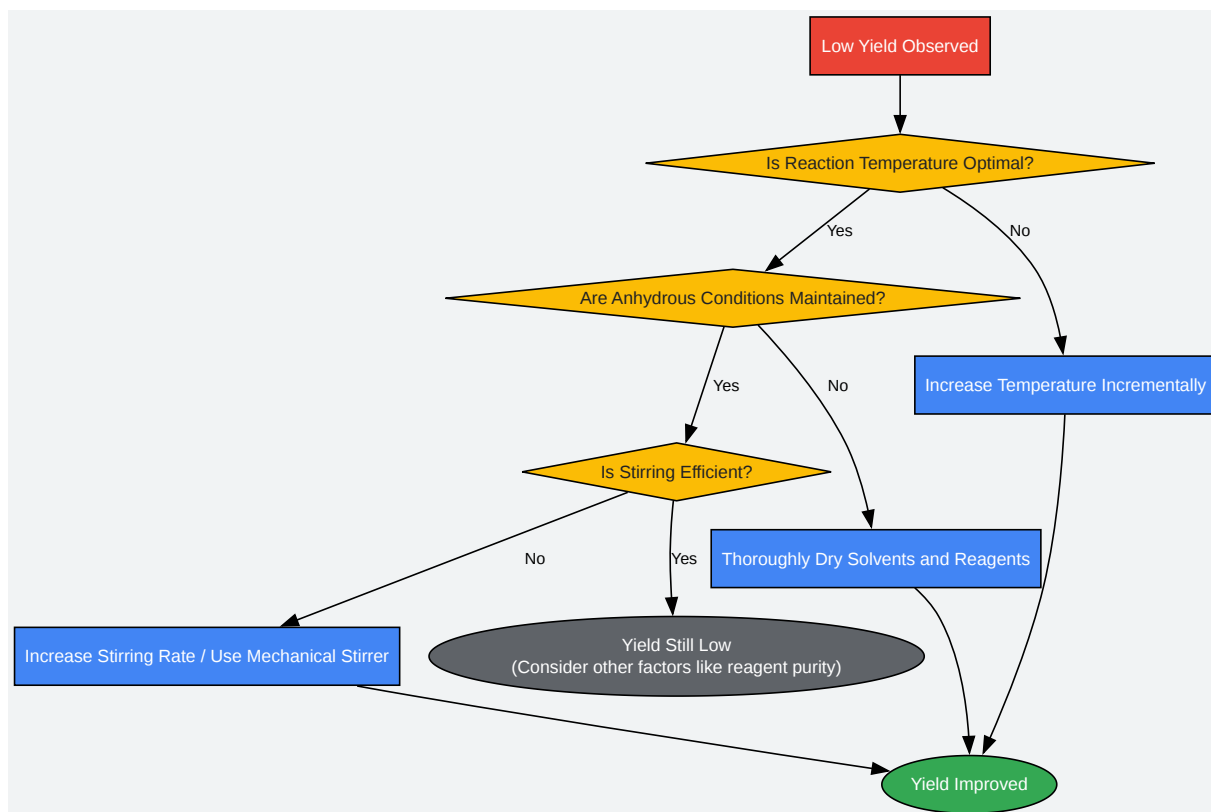 Low Yield Observed
Is Reaction Temperature Optimal?
Yes
No
Are Anhydrous Conditions Maintained?
Increase Temperature Incrementally
Yes
No
Is Stirring Efficient?
No
Yes
Thoroughly Dry Solvents and Reagents
Increase Stirring Rate / Use Mechanical Stirrer
Yield Still Low
(Consider other factors like reagent purity)
Yield Improved